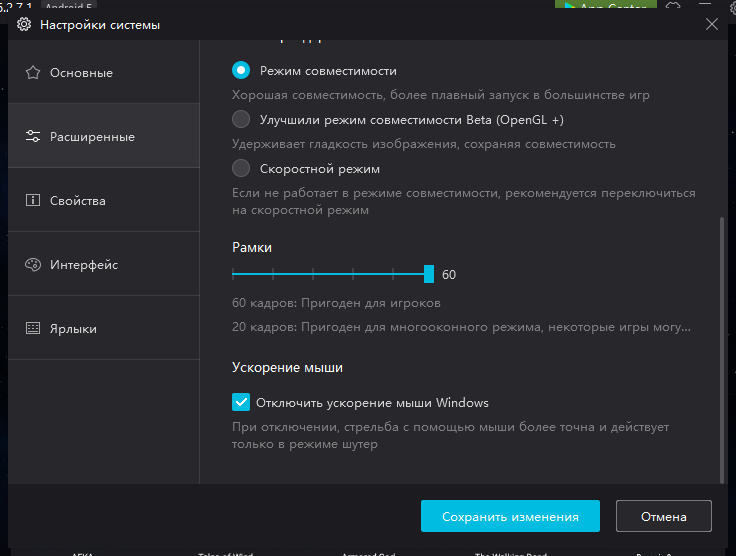 Android 5
App Center
Настройки системы
Основные
Режим совместимости
Хорошая совместимость, более плавный запуск в большинстве игр
Улучшили режим совместимости Beta (OpenGL +)
Удерживает гладкость изображения, сохраняя совместимость
Расширенные
Скоростной режим
Если не работает в режиме совместимости, рекомендуется переключиться
на скоростной режим
Свойства
Рамки
Интерфейс
60
60 кадров: Пригоден для игроков
20 кадров: Пригоден для многооконного режима, некоторые игры могу...
Ярлыки
Ускорение мыши
Отключить ускорение мыши Windows
При отключении, стрельба с помощью мыши более точна и действует
только в режиме шутер
Сохранить изменения
Отмена